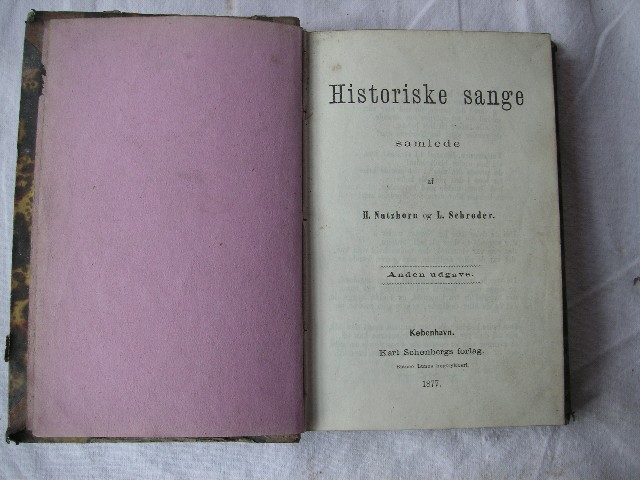 Historiske sange
samlede
af
H. Nutzhorn og L. Schrøder.
Anden udgave.
København.
Karl Schønbergs forlag.
1877.